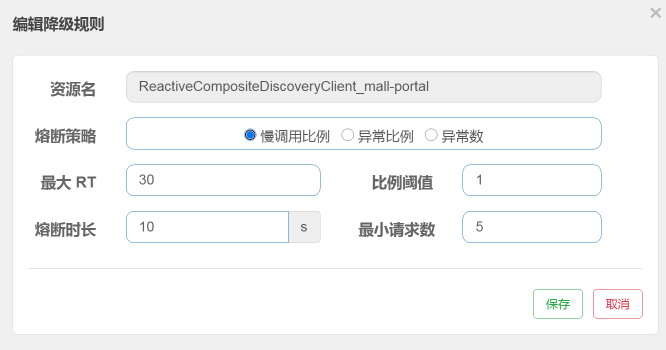 编辑降级规则
×
资源名 ReactiveCompositeDiscoveryClient_mall-portal
熔断策略 慢调用比例 异常比例 异常数
最大 RT 30 比例阈值 1
熔断时长 10 s 最小请求数 5
保存 取消